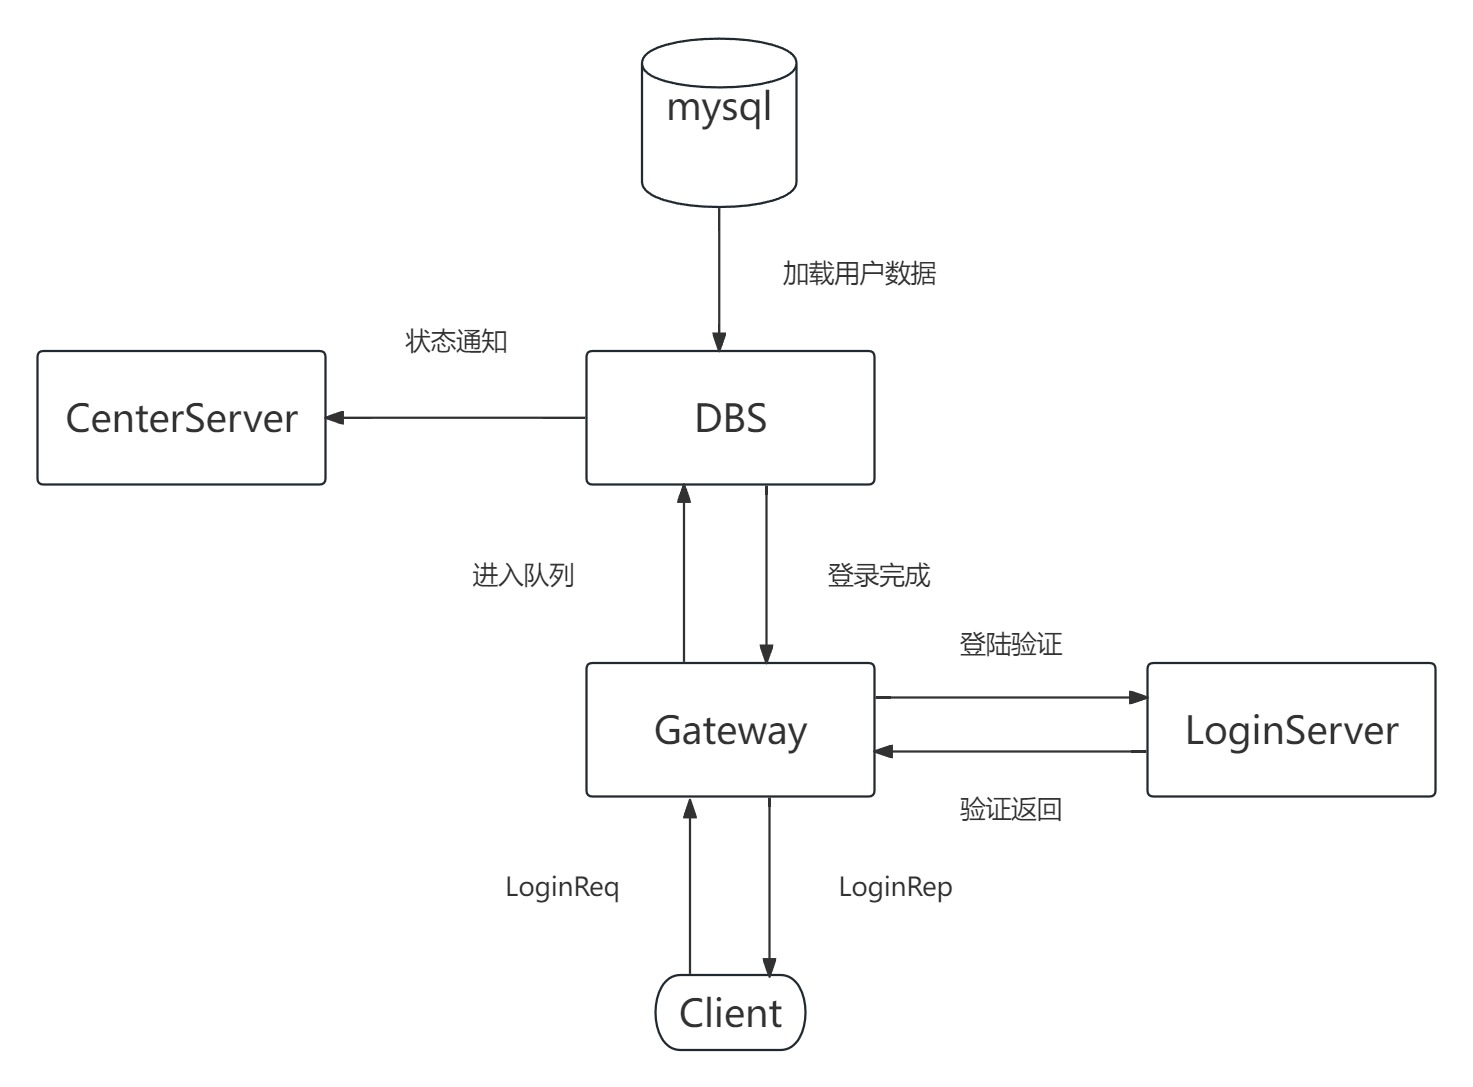 mysql
加载用户数据
状态通知
CenterServer
DBS
进入队列
登录完成
登陆验证
Gateway
LoginServer
验证返回
LoginReq
LoginRep
Client